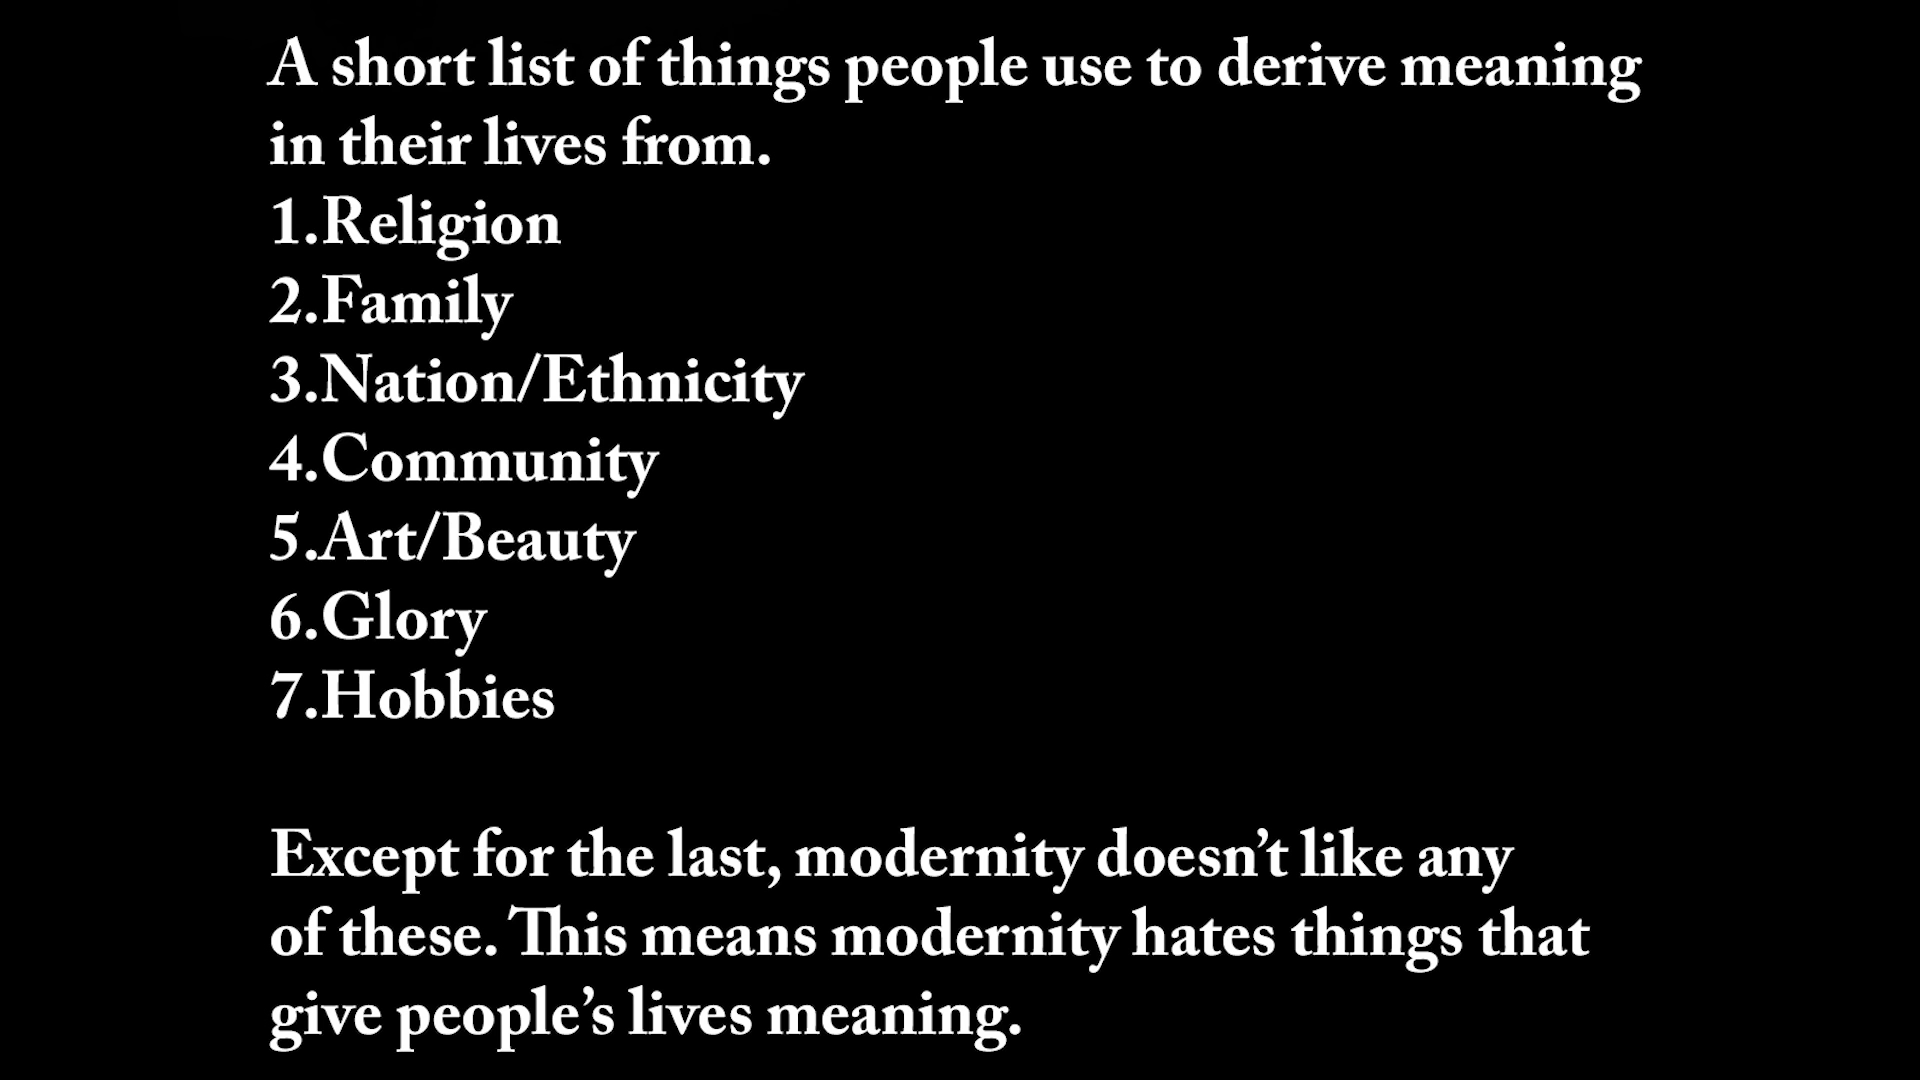 A short list of things people use to derive meaning
in their lives from.
1.Religion
2.Family
3.Nation/Ethnicity
4.Community
5.Art/Beauty
6.Glory
7.Hobbies
Except for the last, modernity doesn’t like any
of these. This means modernity hates things that
give people’s lives meaning.